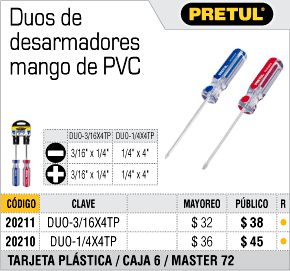 PRETUL
Duos de
desarmadores
mango de PVC
DUO-3/16X4TP DUO-1/4X4TP
3/16" x 1/4" 1/4" x 4"
3/16" x 1/4" 1/4" x 4"
CÓDIGO CLAVE MAYOREO PÚBLICO R
20211 DUO-3/16X4TP $ 32 $ 38
20210 DUO-1/4X4TP $ 36 $ 45
TARJETA PLÁSTICA / CAJA 6 / MASTER 72